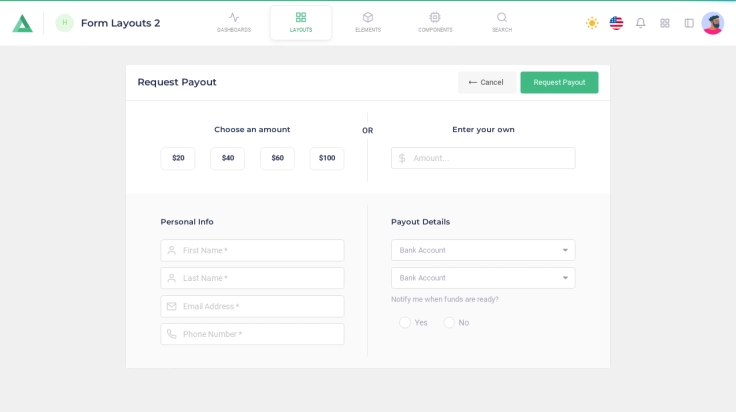 H
Form Layouts 2
DASHBOARDS
LAYOUTS
ELEMENTS
COMPONENTS
SEARCH
Request Payout
Cancel
Request Payout
Choose an amount
OR
Enter your own
$20
$40
$60
$100
$ Amount...
Personal Info
Payout Details
First Name *
Bank Account
Last Name *
Bank Account
Email Address *
Notify me when funds are ready?
Yes
No
Phone Number *